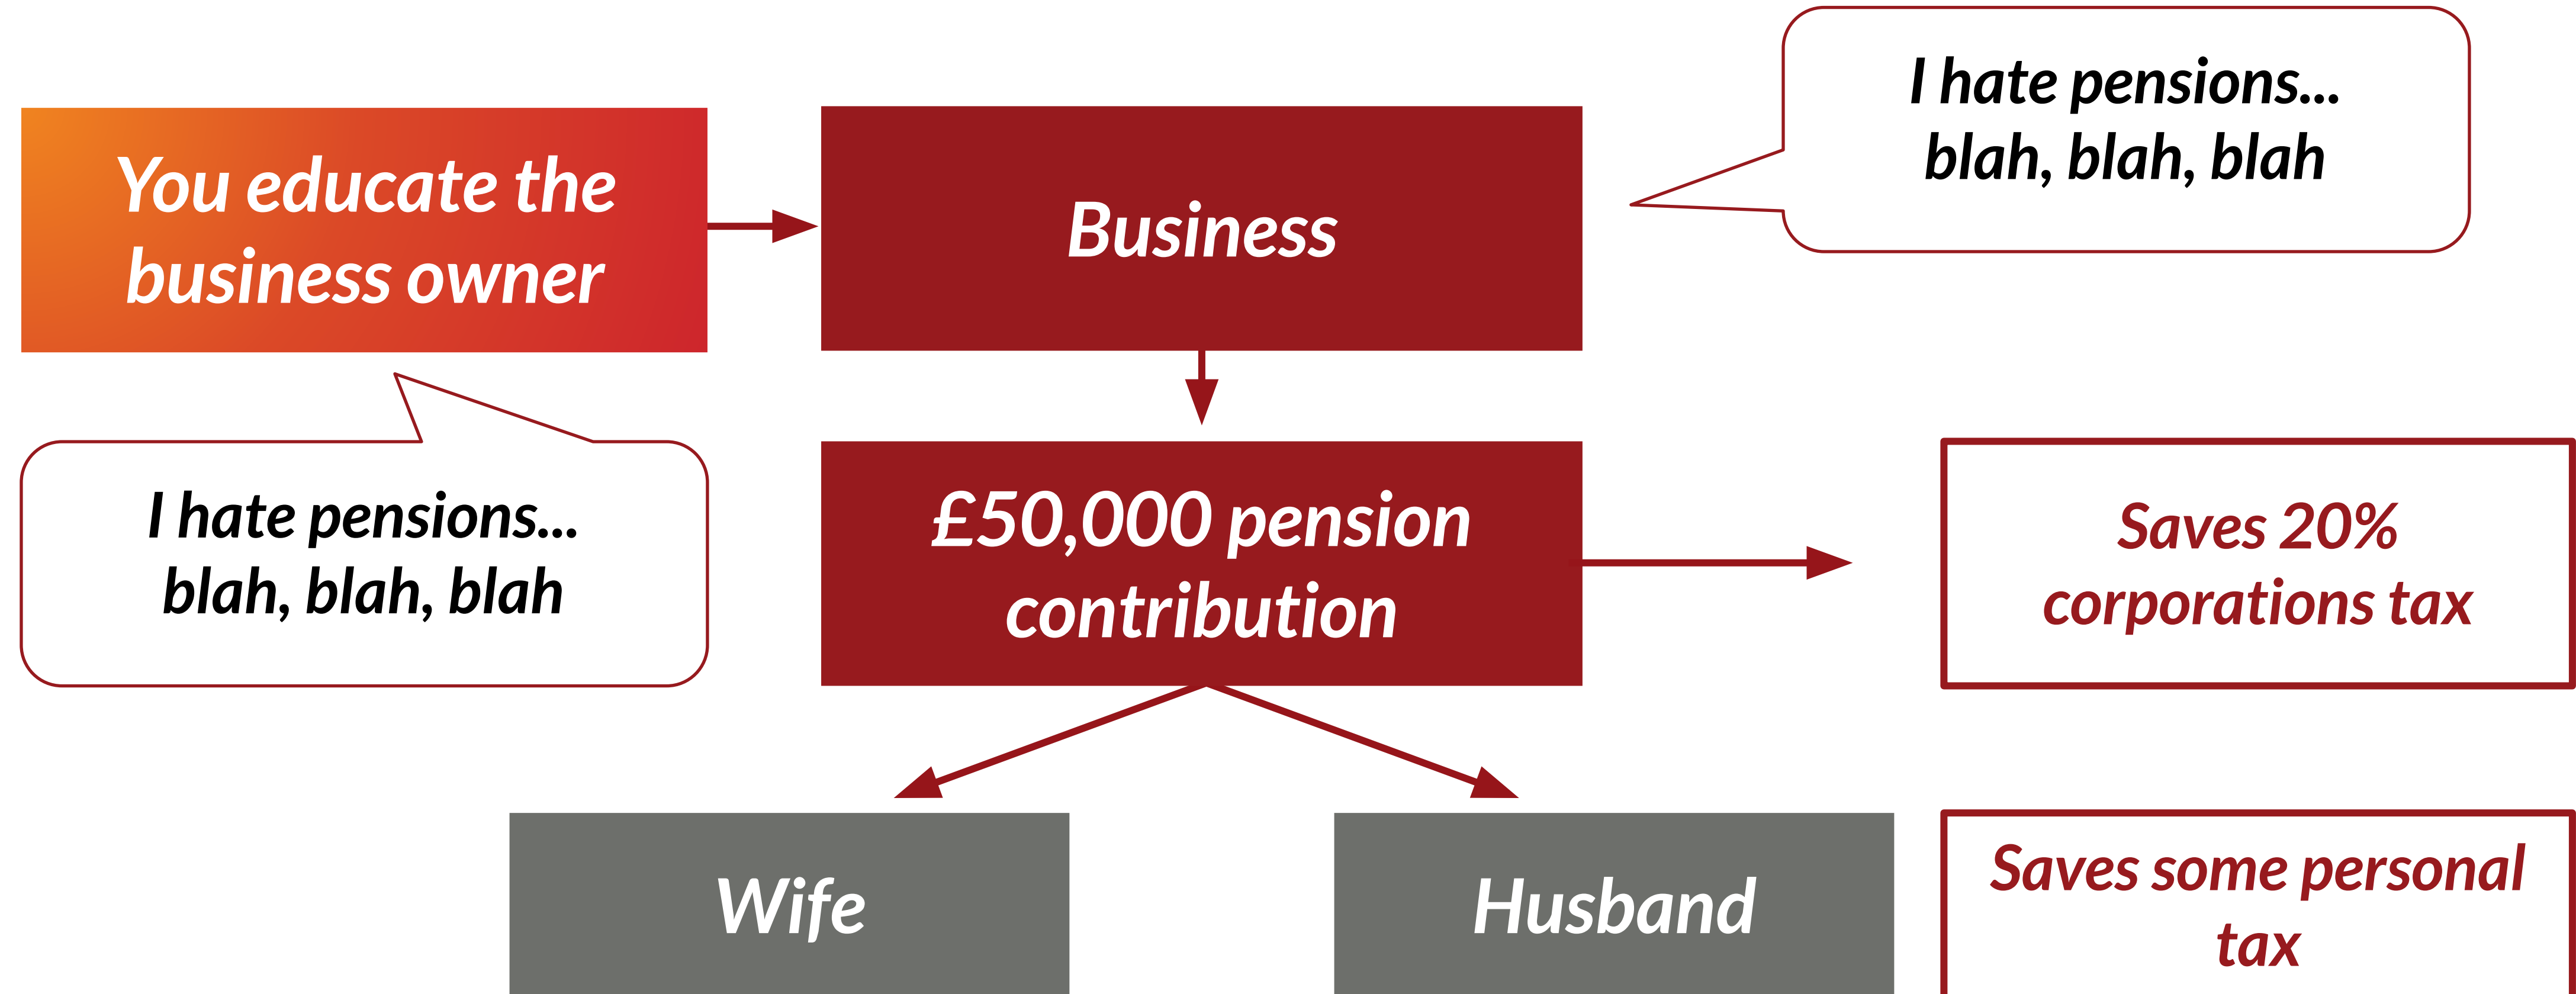 I hate pensions...
blah, blah, blah
You educate the
business owner
Business
I hate pensions...
blah, blah, blah
£50,000 pension
contribution
Saves 20%
corporations tax
Wife
Husband
Saves some personal
tax